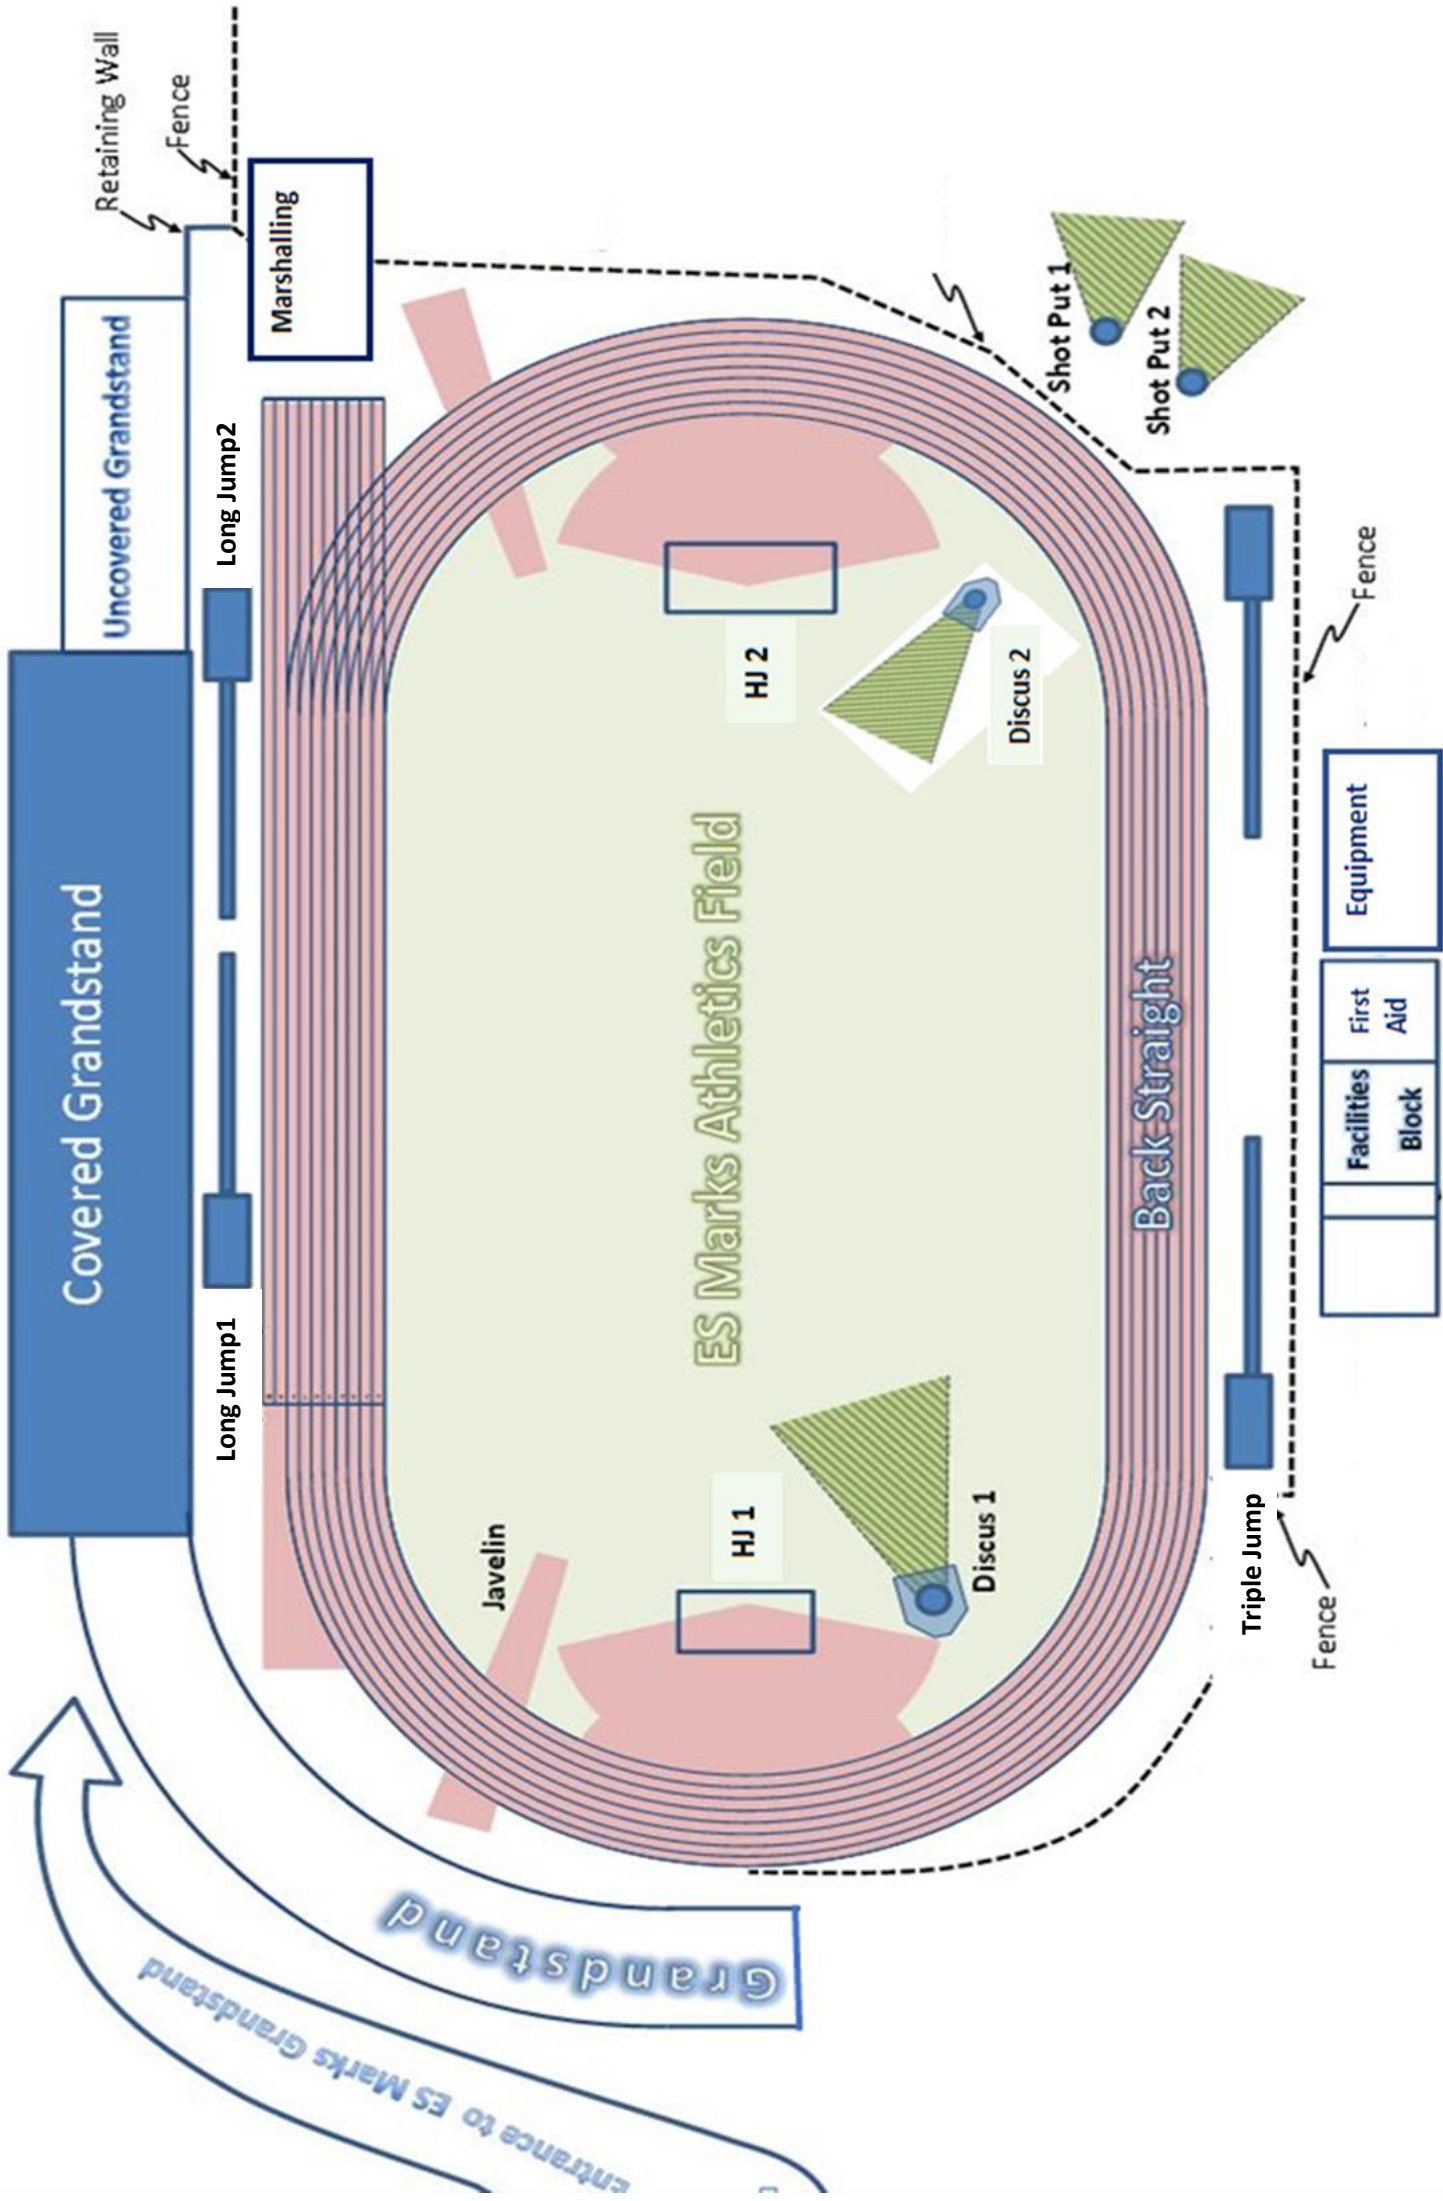 Retaining Wall
Fence
Marshalling
Uncovered Grandstand
Long Jump2
Covered Grandstand
Long Jump1
Shot Put 1
Shot Put 2
HJ 2
Discus 2
Fence
ES Marks Athletics Field
Back Straight
Equipment
First
Aid
Facilities
Block
Javelin
HJ 1
Discus 1
Triple Jump
Fence
Grandstand
Entrance to ES Marks Grandstand